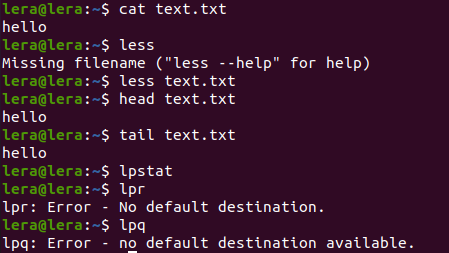 lera@lera:~$ cat text.txt
hello
lera@lera:~$ less
Missing filename ("less --help" for help)
lera@lera:~$ less text.txt
lera@lera:~$ head text.txt
hello
lera@lera:~$ tail text.txt
hello
lera@lera:~$ lpstat
lera@lera:~$ lpr
lpr: Error - No default destination.
lera@lera:~$ lpq
lpq: Error - no default destination available.